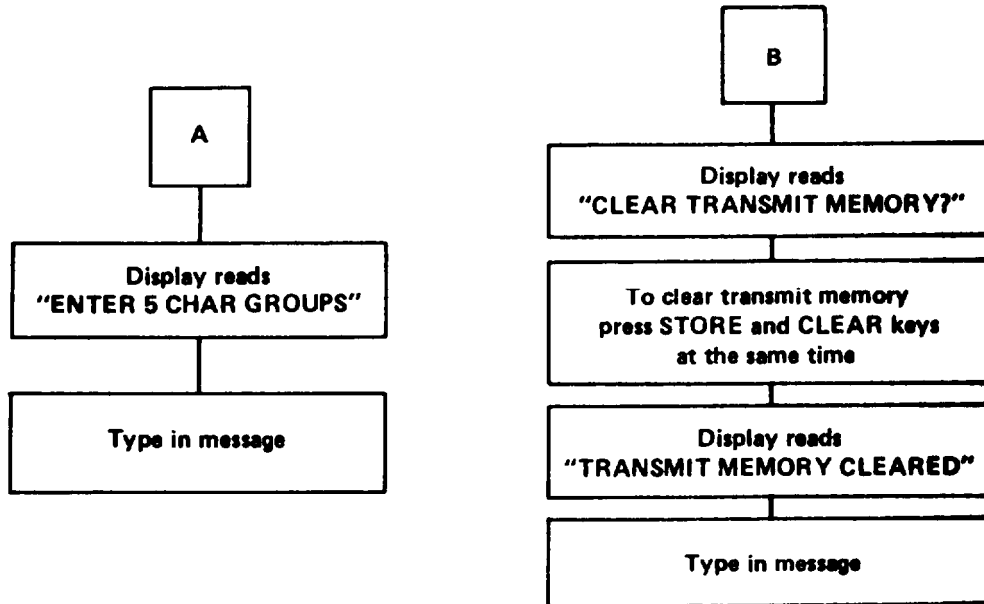 A
Display reads
"ENTER 5 CHAR GROUPS"
Type in message
B
Display reads
"CLEAR TRANSMIT MEMORY?"
To clear transmit memory
press STORE and CLEAR keys
at the same time
Display reads
"TRANSMIT MEMORY CLEARED"
Type in message